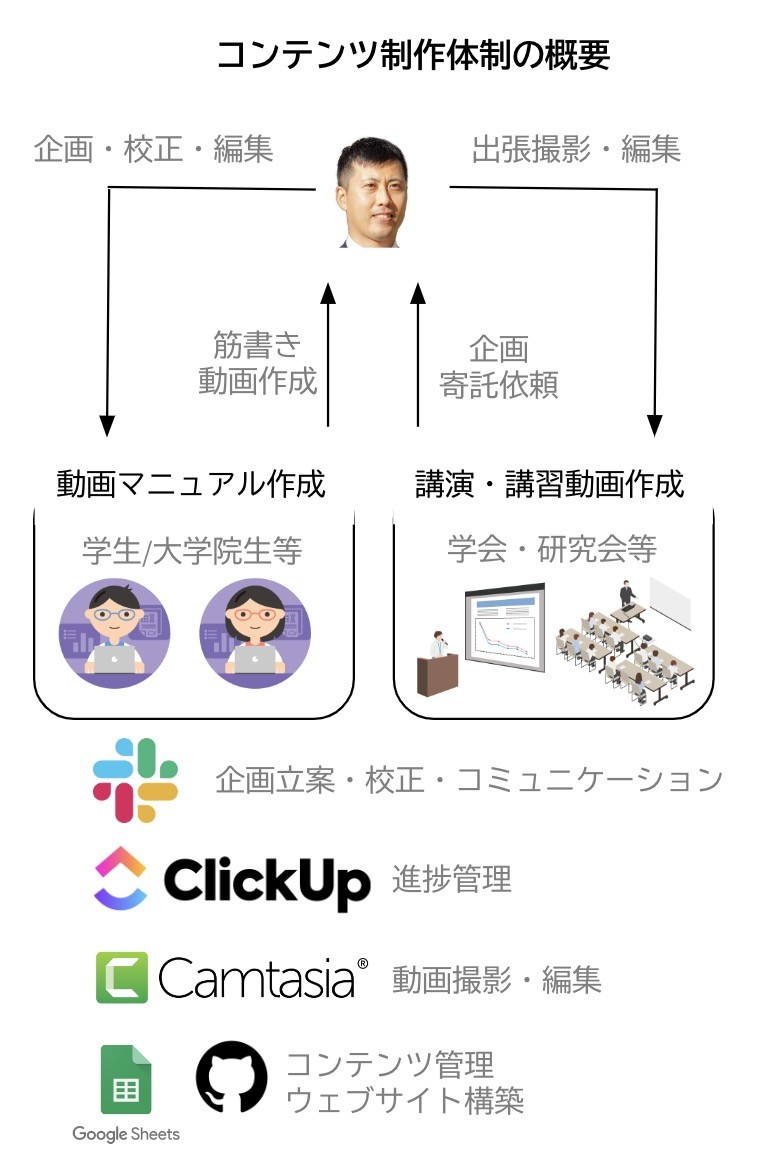 コンテンツ制作体制の概要
企画・校正・編集
出張撮影・編集
筋書き
動画作成
企画
寄託依頼
動画マニュアル作成
学生/大学院生等
講演・講習動画作成
学会・研究会等
企画立案・校正・コミュニケーション
ClickUp 進捗管理
Camtasia® 動画撮影・編集
コンテンツ管理
ウェブサイト構築
Google Sheets